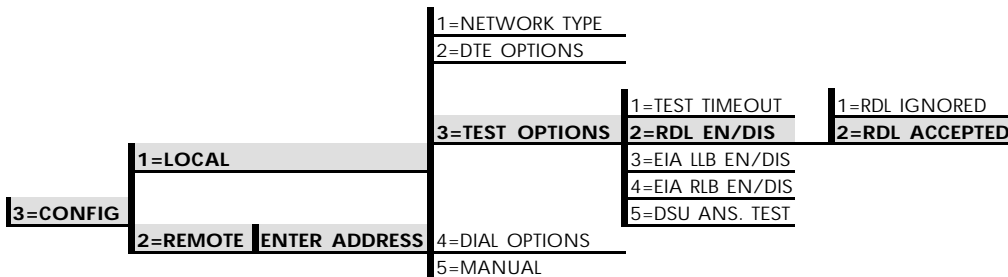 1=NETWORK TYPE
2=DTE OPTIONS
1=TEST TIMEOUT 1=RDL IGNORED
3=TEST OPTIONS 2=RDL EN/DIS 2=RDL ACCEPTED
1=LOCAL 3=EIA LLB EN/DIS
4=EIA RLB EN/DIS
3=CONFIG 5=DSU ANS. TEST
2=REMOTE ENTER ADDRESS 4=DIAL OPTIONS
5=MANUAL